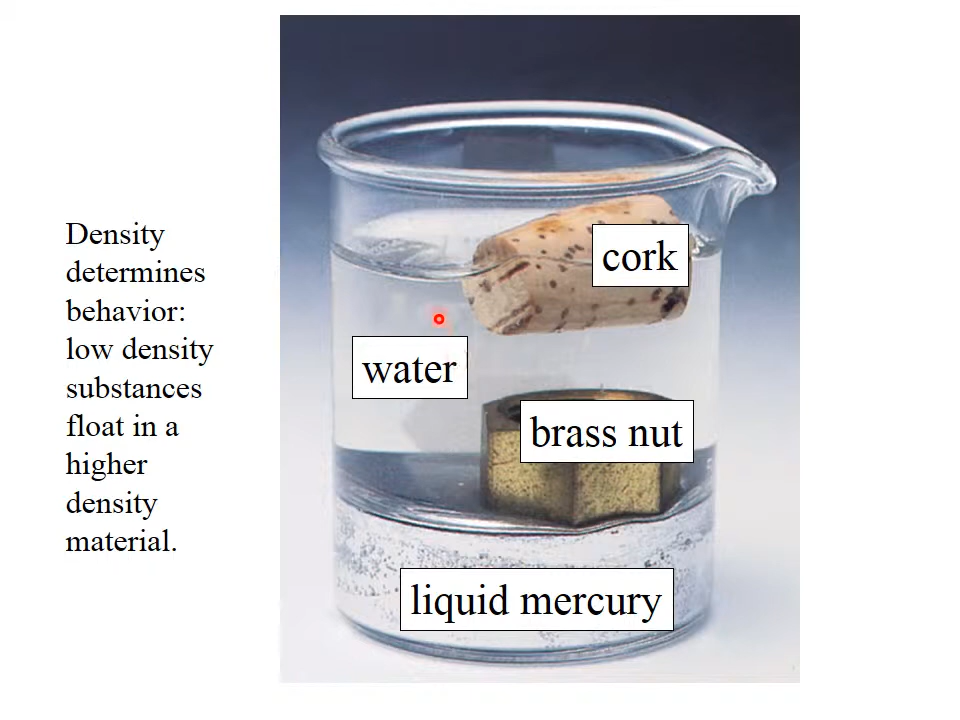 Density
determines
behavior:
low density
substances
float in a
higher
density
material.
cork
water
brass nut
liquid mercury